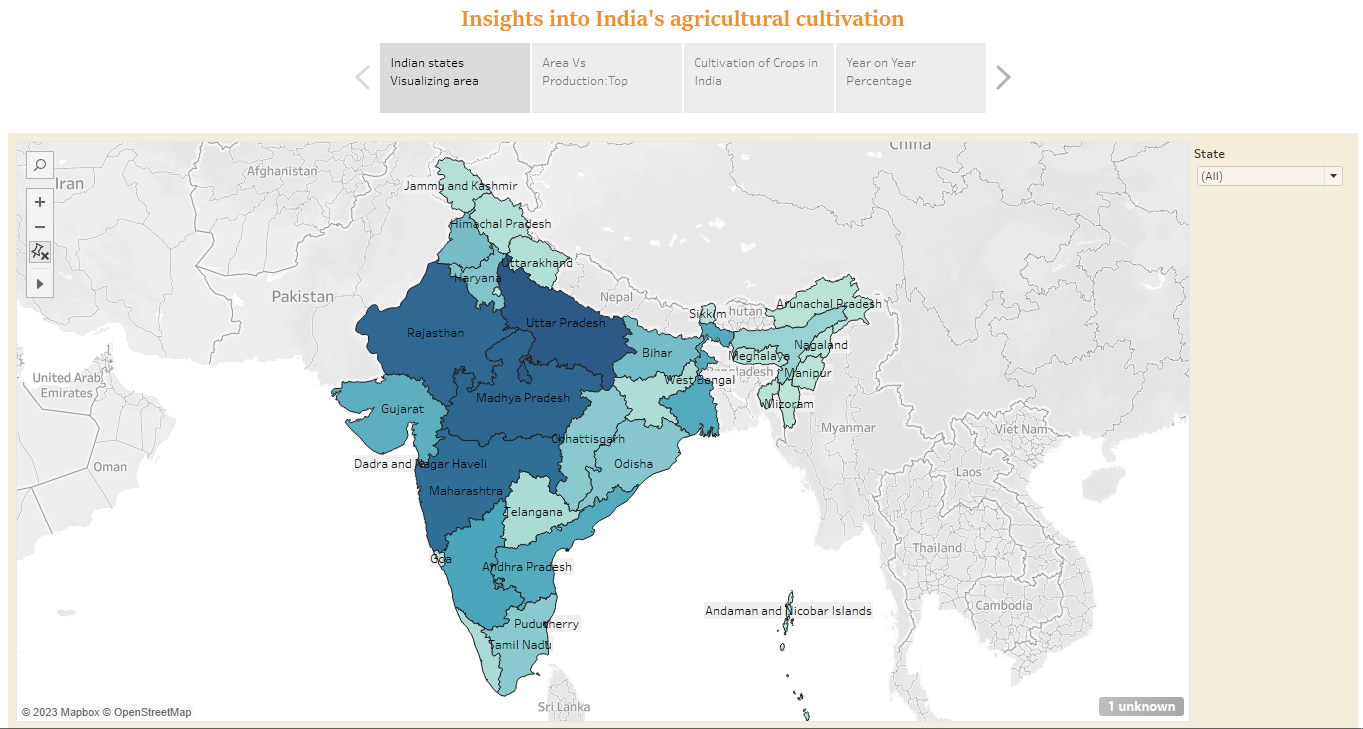 Insights into India's agricultural cultivation
Indian states
Visualizing area
Area Vs
Production:Top
Cultivation of Crops in
India
Year on Year
Percentage
State
(All)
China
Afghanistan
Iran
Jammu and Kashmir
Himachal Pradesh
Uttarakhand
Haryana
Pakistan
Nepal
Arunachal Pradesh
Sikkim
hutan
Uttar Pradesh
Rajasthan
Nagaland
Bihar
Meghalaya
Bangladesh
Manipur
United Arab
Emirates
West Bengal
Madhya Pradesh
Mizoram
Gujarat
Myanmar
Viet Nam
Chhattisgarh
Oman
Dadra and Nagar Haveli
Odisha
Laos
Maharashtra
Telangana
Thailand
Goa
Andhra Pradesh
Cambodia
Andaman and Nicobar Islands
Puducherry
Tamil Nadu
Sri Lanka
1 unknown
© 2023 Mapbox © OpenStreetMap